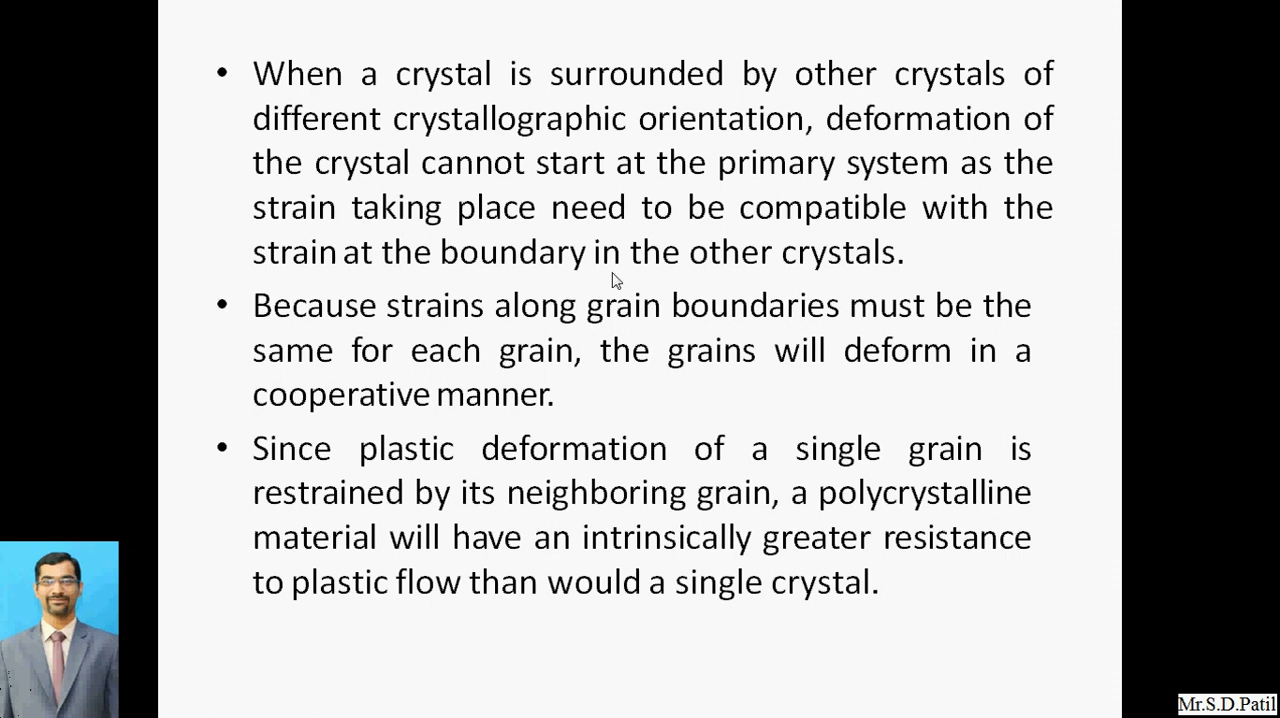 • When a crystal is surrounded by other crystals of
different crystallographic orientation, deformation of
the crystal cannot start at the primary system as the
strain taking place need to be compatible with the
strain at the boundary in the other crystals.
• Because strains along grain boundaries must be the
same for each grain, the grains will deform in a
cooperative manner.
• Since plastic deformation of a single grain is
restrained by its neighboring grain, a polycrystalline
material will have an intrinsically greater resistance
to plastic flow than would a single crystal.
Mr.S.D.Patil